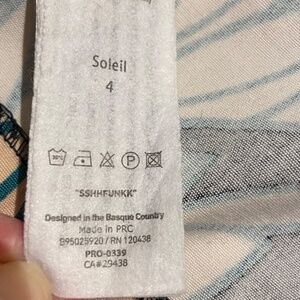 Soleil
4
30°
P
"SSHHFUNKK"
Designed in the Basque Country
Made in PRC
B95025920 / RN 120438
PRO-0339
CA#29438